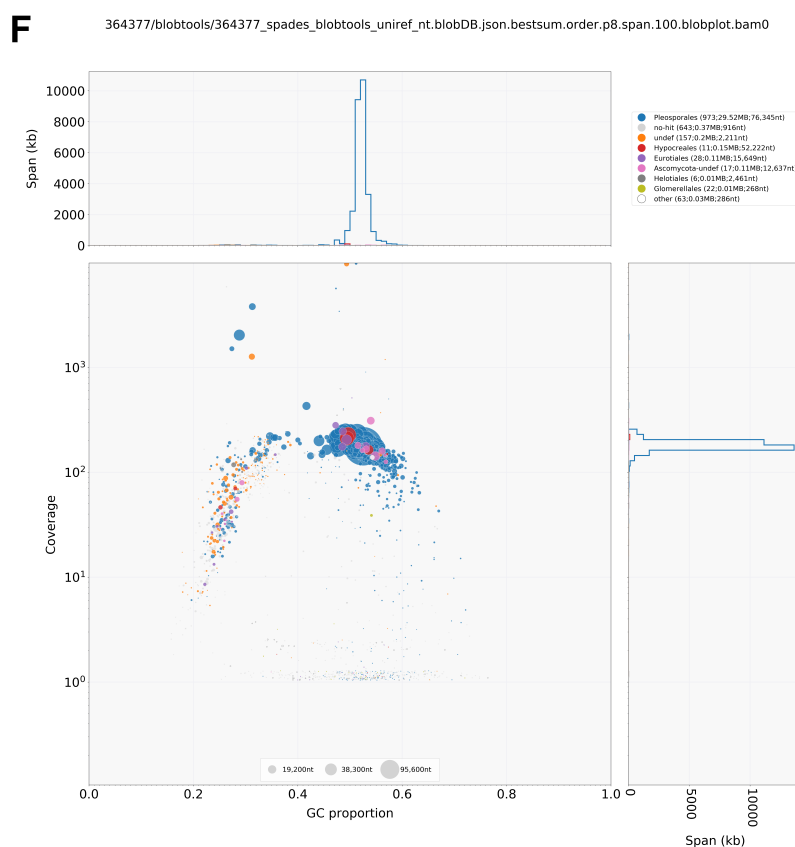 F
364377/blobtools/364377_spades_blobtools_uniref_nt.blobDB.json.bestsum.order.p8.span.100.blobplot.bam0
10000
8000
6000
4000
2000
0
Span (kb)
Pleosporales (973;29.52MB;76,345nt)
no-hit (643;0.37MB;916nt)
undef (157;0.2MB;2,211nt)
Hypocreales (11;0.15MB;52,222nt)
Eurotiales (28;0.11MB;15,649nt)
Ascomycota-undef (17;0.11MB;12,637nt
Helotiales (6;0.01MB;2,461nt)
Glomerellales (22;0.01MB;268nt)
other (63;0.03MB;286nt)
10³
10²
10¹
10⁰
Coverage
19,200nt 38,300nt 95,600nt
0.0 0.2 0.4 0.6 0.8 1.0
GC proportion
0 5000 10000
Span (kb)